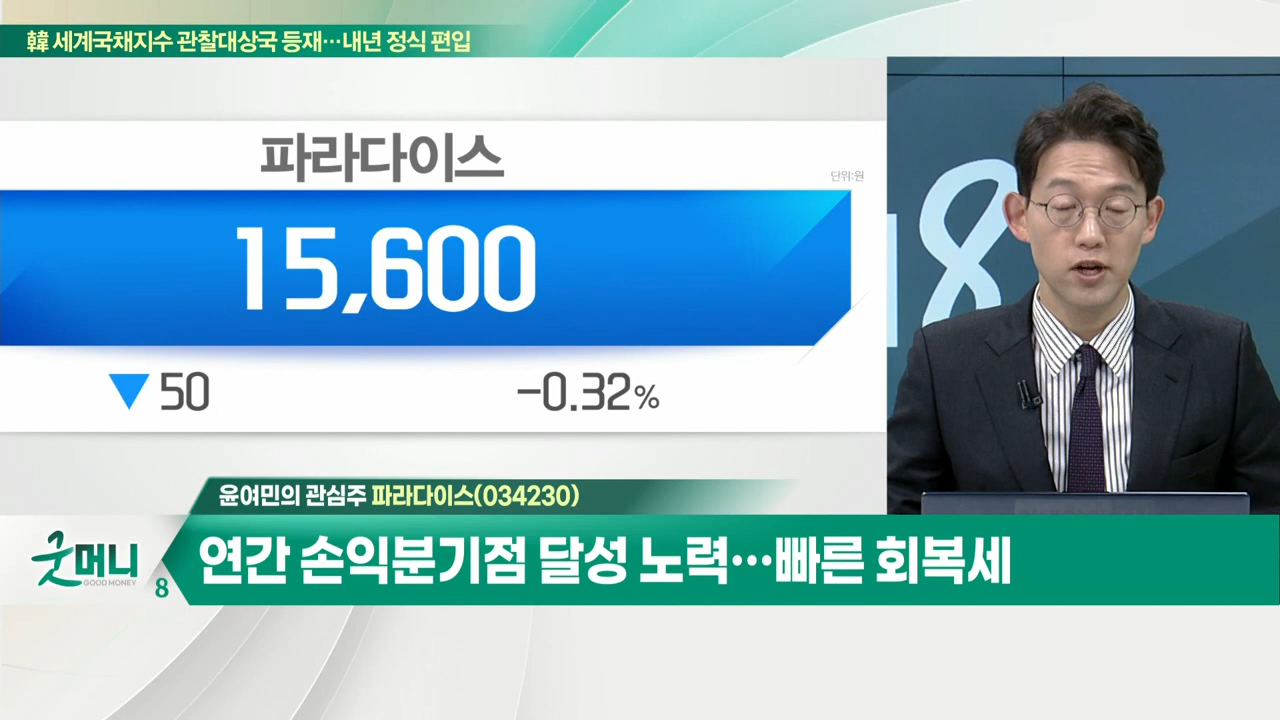 韓 세계국채지수 관찰대상국 등재…내년 정식 편입
파라다이스
단위:원
15,600
▼50
-0.32%
8
윤여민의 관심주 파라다이스(034230)
연간 손익분기점 달성 노력…빠른 회복세
굿머니
GOOD MONEY
8